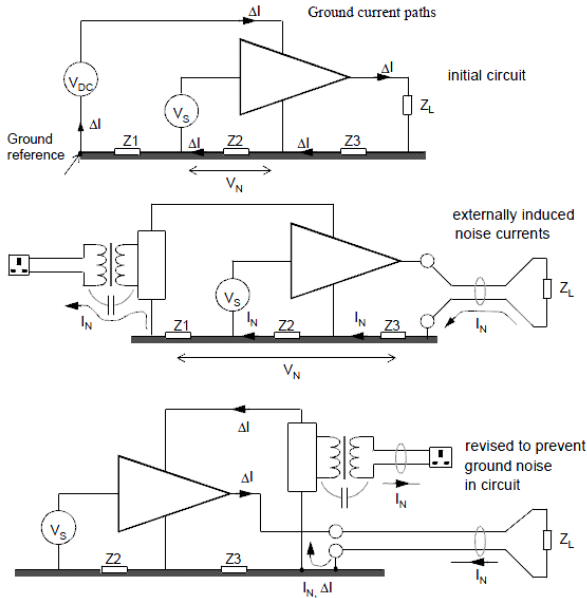 Ground current paths
ΔI
ΔI
initial circuit
V_DC
V_S
Z_L
ΔI
Ground
reference
Z1
ΔI
Z2
ΔI
Z3
V_N
externally induced
noise currents
Z_L
V_S
I_N
I_N
I_N
I_N
Z1
Z2
Z3
V_N
ΔI
revised to prevent
ground noise
in circuit
ΔI
I_N
V_S
Z_L
Z2
Z3
I_N
I_N, ΔI